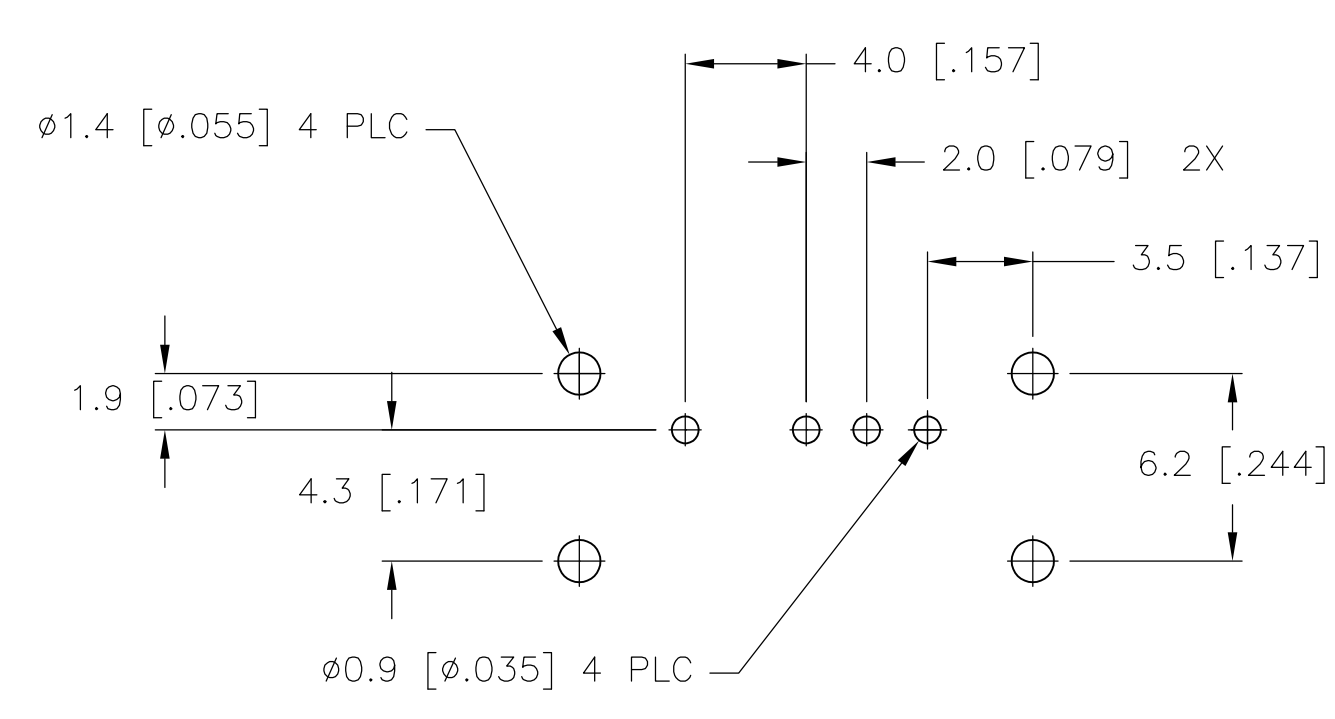 4.0 [.157]
ø1.4 [ø.055] 4 PLC
2.0 [.079] 2X
3.5 [.137]
1.9 [.073]
6.2 [.244]
4.3 [.171]
ø0.9 [ø.035] 4 PLC